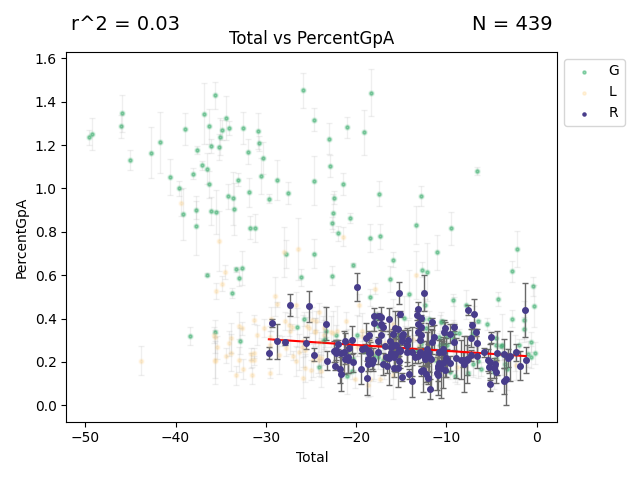 r^2 = 0.03
N = 439
Total vs PercentGpA
1.6
1.4
1.2
1.0
0.8
0.6
0.4
0.2
0.0
PercentGpA
−50
−40
−30
−20
−10
0
Total
G
L
R